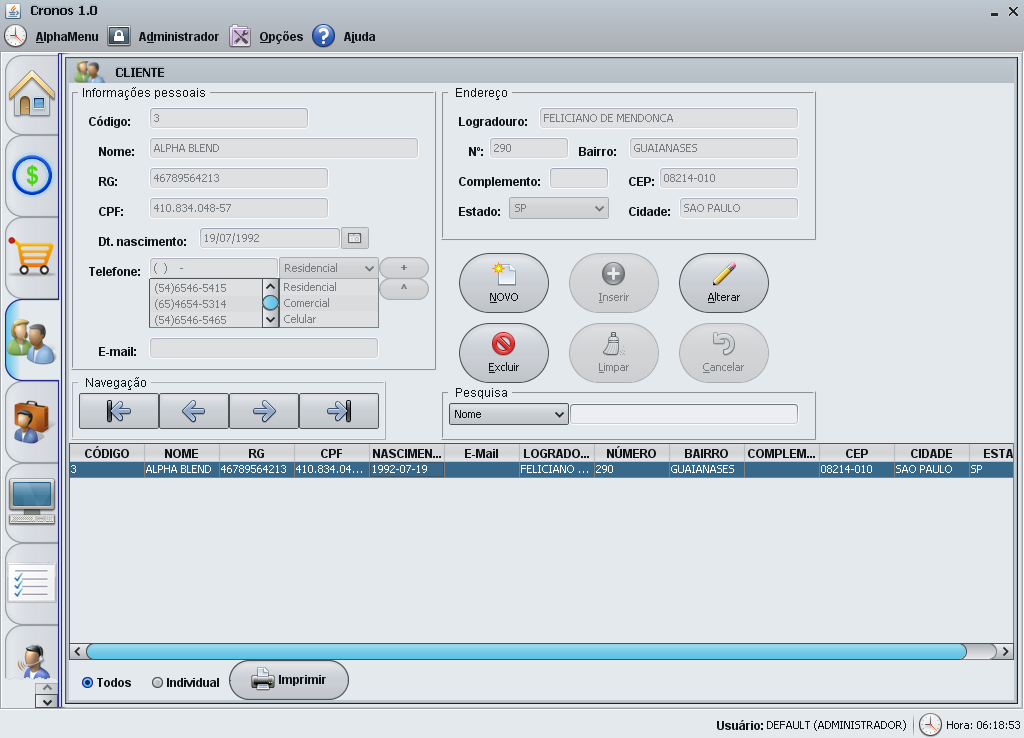 Cronos 1.0
AlphaMenu Administrador Opções Ajuda
CLIENTE
Informações pessoais
Código: 3
Nome: ALPHA BLEND
RG: 46789564213
CPF: 410.834.048-57
Dt. nascimento: 19/07/1992
Telefone: ( ) - Residencial +
(54)6546-5415 Residencial ^
(65)4654-5314 Comercial
(54)6546-5465 Celular
E-mail:
Endereço
Logradouro: FELICIANO DE MENDONCA
Nº: 290 Bairro: GUAIANASES
Complemento: CEP: 08214-010
Estado: SP Cidade: SAO PAULO
NOVO Inserir Alterar
Excluir Limpar Cancelar
Navegação
Pesquisa
Nome
CÓDIGO NOME RG CPF NASCIMEN... E-Mail LOGRADO... NÚMERO BAIRRO COMPLEM... CEP CIDADE ESTA
3 ALPHA BLEND 46789564213 410.834.04... 1992-07-19 FELICIANO ... 290 GUAIANASES 08214-010 SAO PAULO SP
Todos Individual Imprimir
Usuário: DEFAULT (ADMINISTRADOR) Hora: 06:18:53